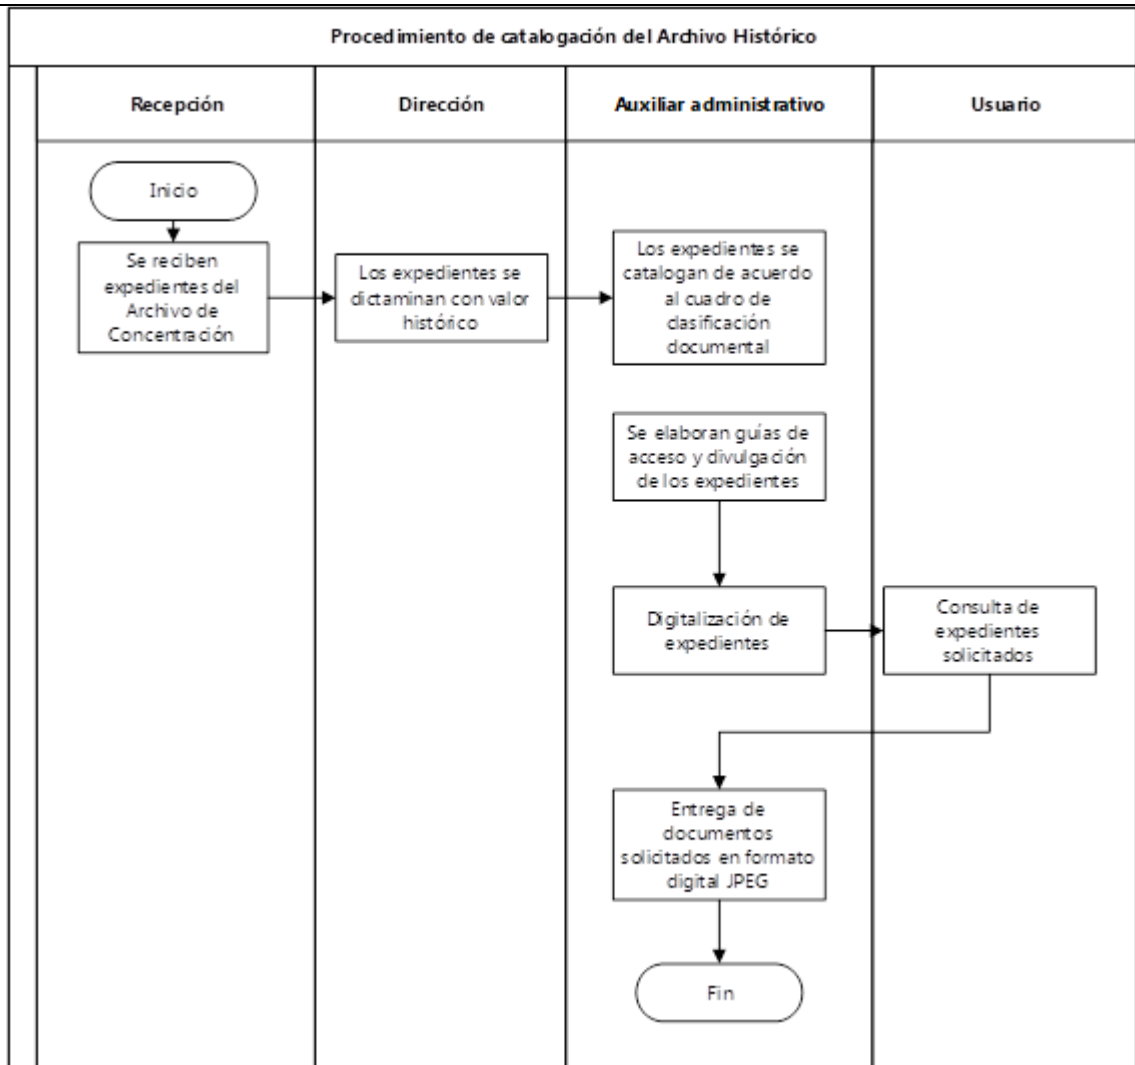 Procedimiento de catalogación del Archivo Histórico
Recepción
Dirección
Auxiliar administrativo
Usuario
Inicio
Se reciben
expedientes del
Archivo de
Concentración
Los expedientes se
dictaminan con valor
histórico
Los expedientes se
catalogan de acuerdo
al cuadro de
clasificación
documental
Se elaboran guías de
acceso y divulgación
de los expedientes
Digitalización de
expedientes
Consulta de
expedientes
solicitados
Entrega de
documentos
solicitados en formato
digital JPEG
Fin